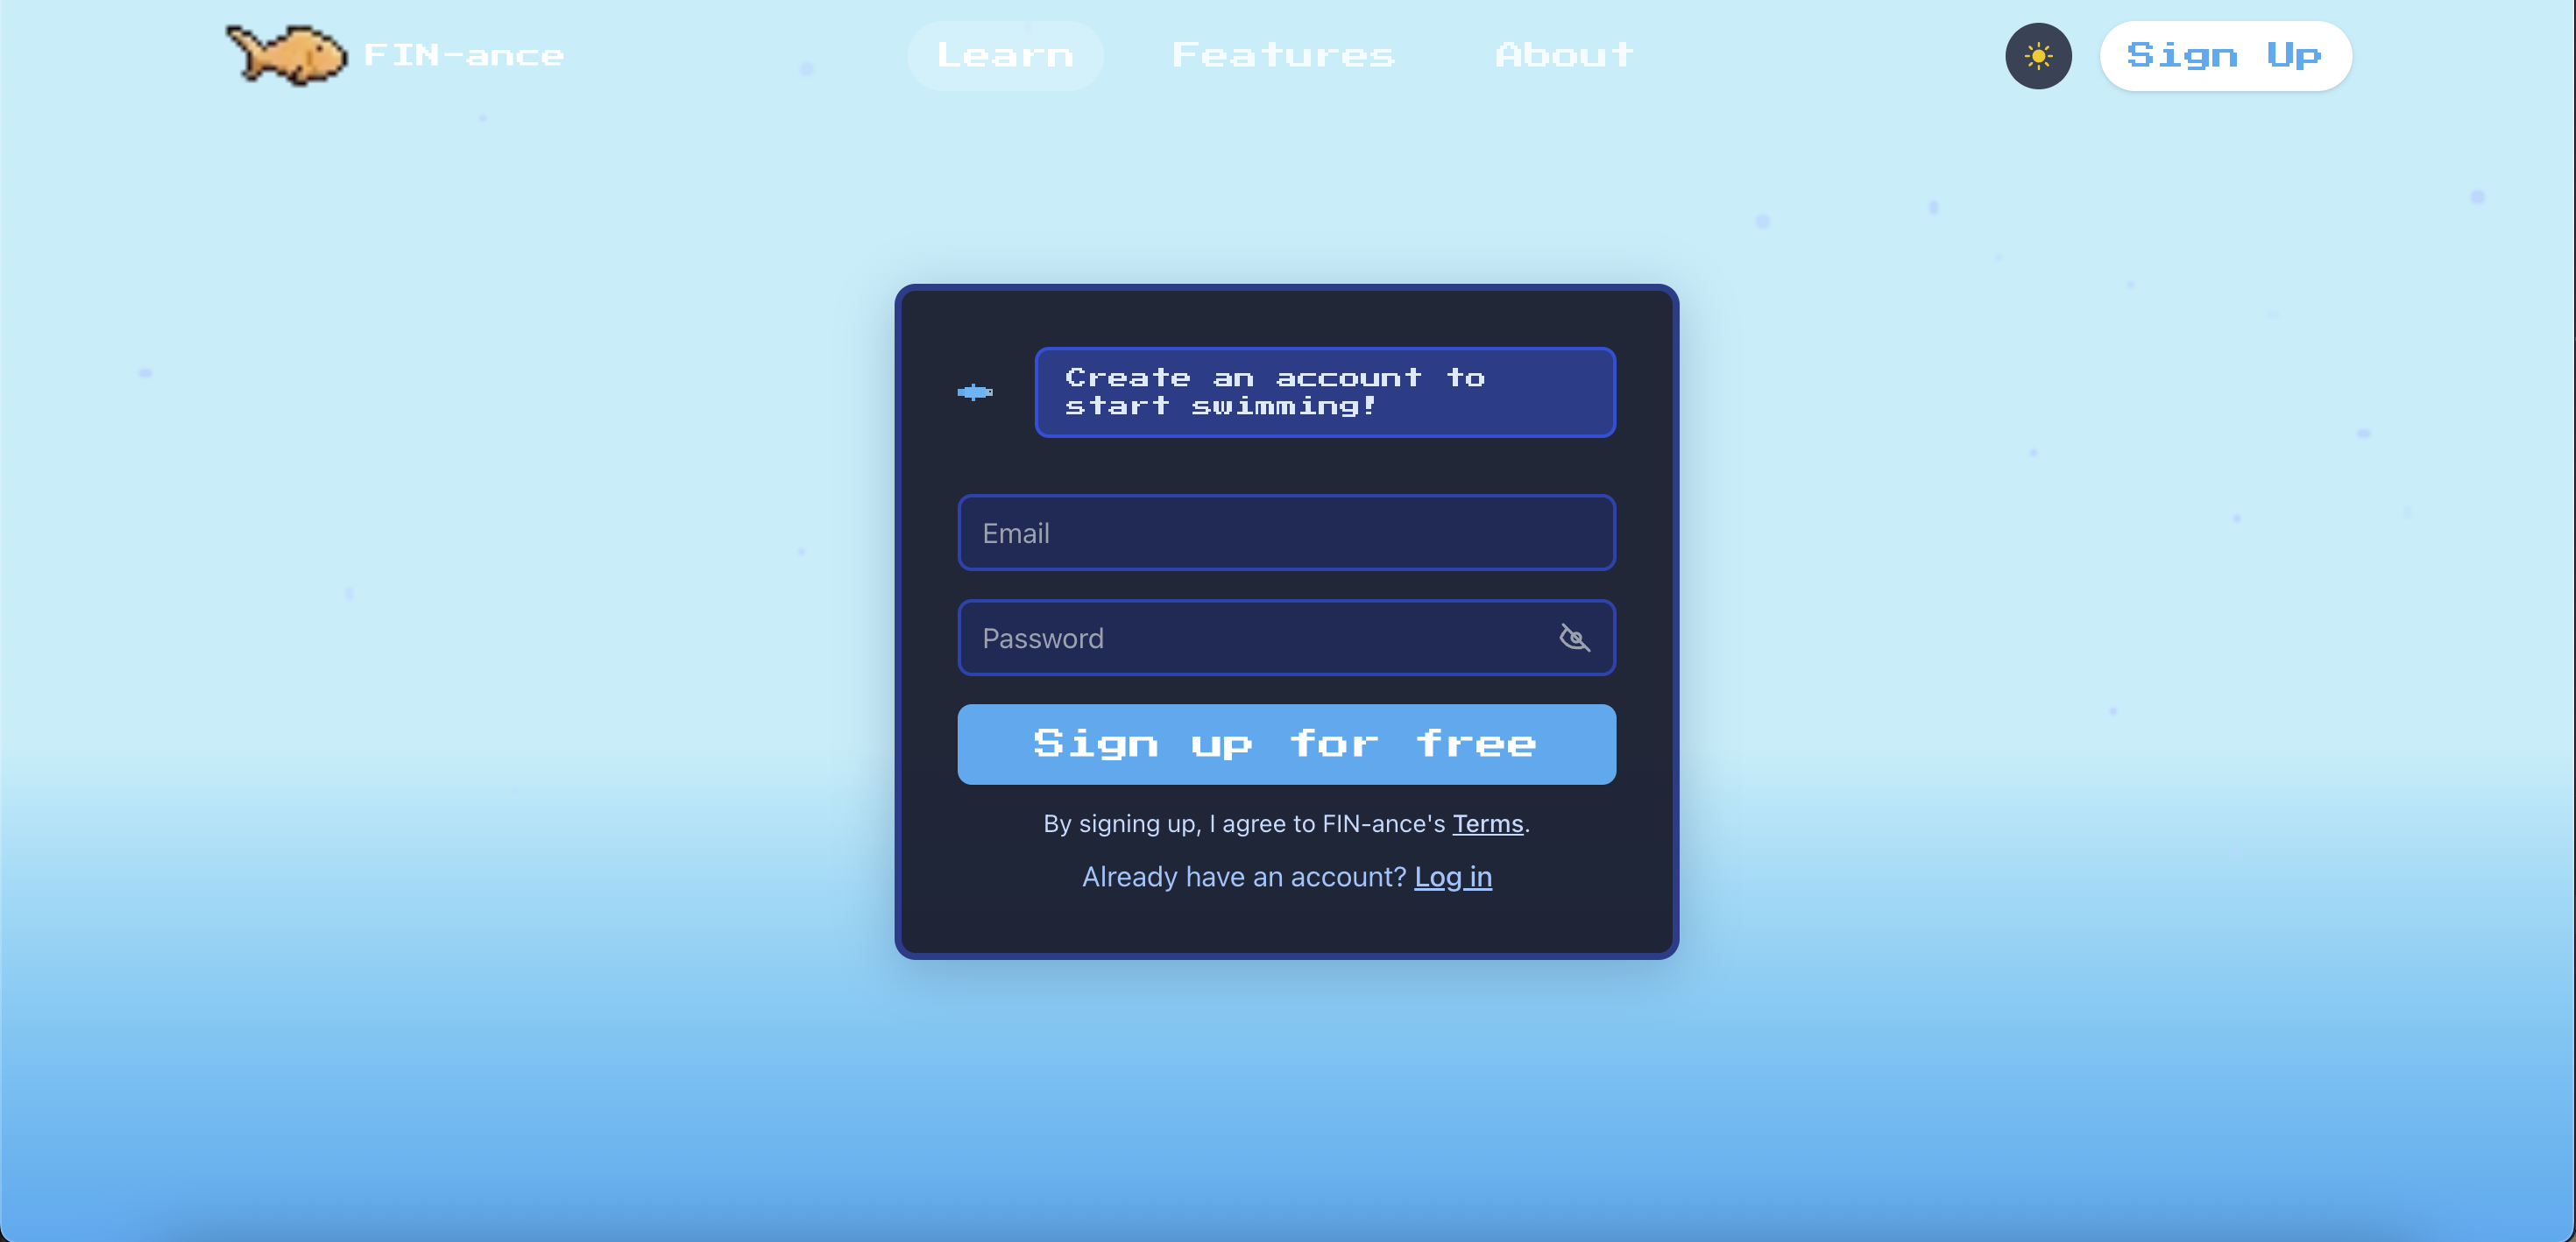 FIN-ance
Learn
Features
About
Sign Up
Create an account to
start swimming!
Email
Password
Sign up for free
By signing up, I agree to FIN-ance's Terms.
Already have an account? Log in